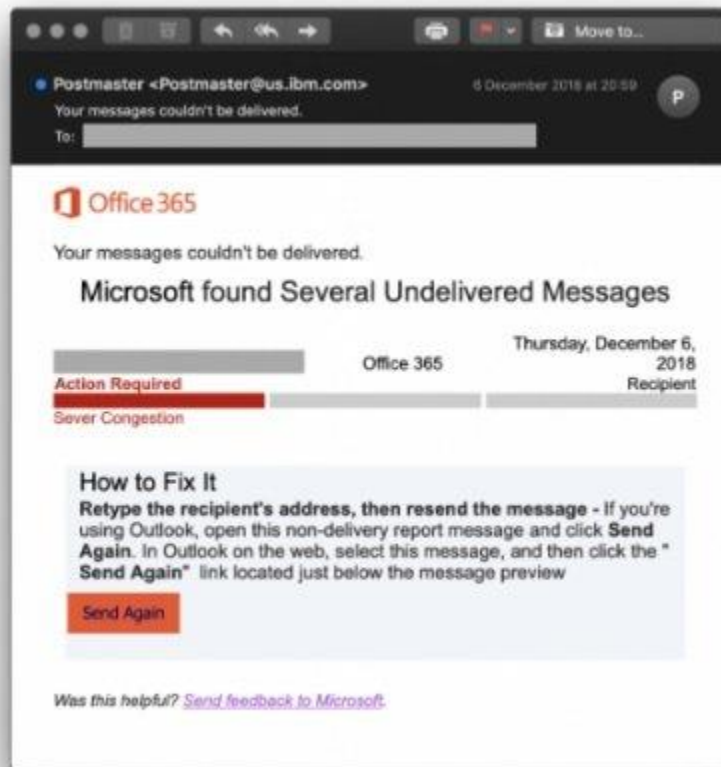 Move to...
Postmaster <Postmaster@us.ibm.com>
6 December 2018 at 20:59
P
Your messages couldn't be delivered.
To:
Office 365
Your messages couldn't be delivered.
Microsoft found Several Undelivered Messages
Office 365
Thursday, December 6,
2018
Action Required
Recipient
Sever Congestion
How to Fix It
Retype the recipient's address, then resend the message - If you're
using Outlook, open this non-delivery report message and click Send
Again. In Outlook on the web, select this message, and then click the "
Send Again" link located just below the message preview
Send Again
Was this helpful? Send feedback to Microsoft.